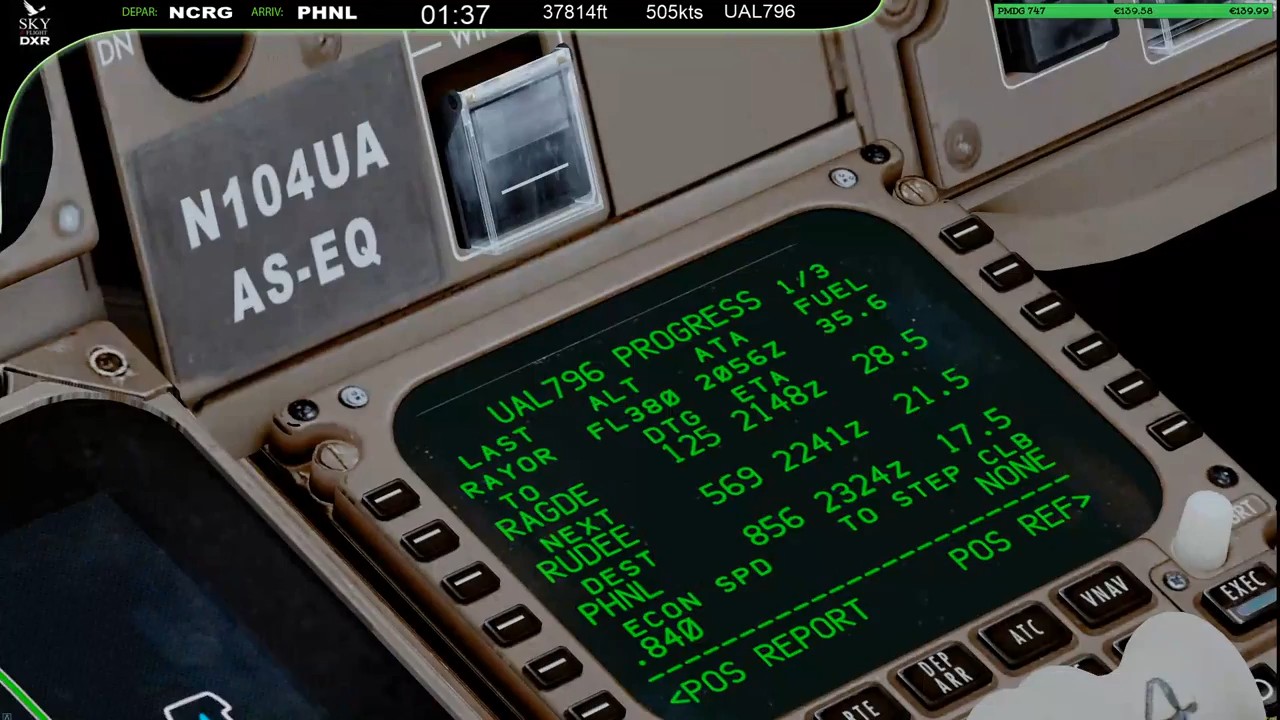 SKY
DXR
DEPAR: NCRG ARRIV: PHNL 01:37 37814ft 505kts UAL796
PMDG 747 €139.58 €139.99
DN
N104UA
AS-EQ
UAL796 PROGRESS 1/3
LAST ALT ATA FUEL
RAYOR FL380 2056z 35.6
TO DTG ETA
RAGDE 125 2148z 28.5
NEXT
RUDEE 569 2241z 21.5
DEST
PHNL 856 2324z 17.5
ECON SPD TO STEP CLB
.840 NONE
<POS REPORT POS REF>
RTE
DEP
ARR
ATC
VNAV
EXEC